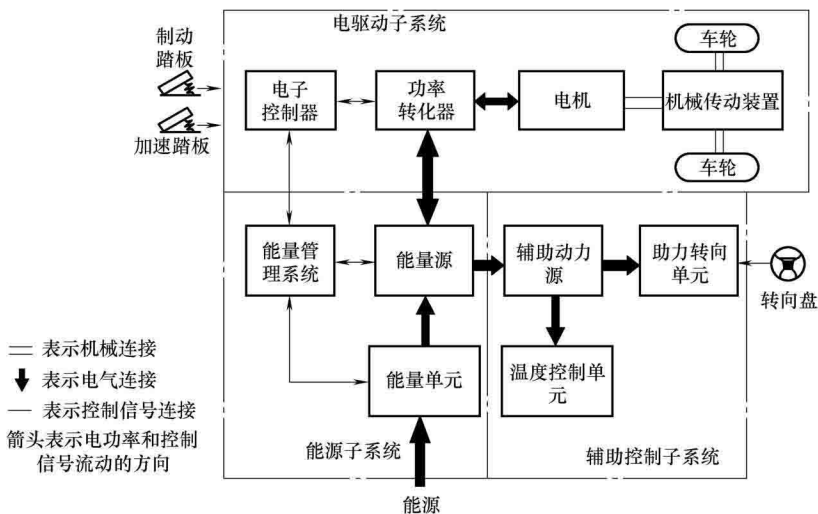 电驱动子系统
制动
踏板
加速踏板
电子
控制器
功率
转化器
电机
机械传动装置
车轮
车轮
能量管
理系统
能量源
辅助动力
源
助力转向
单元
转向盘
能量单元
温度控制单
元
表示机械连接
表示电气连接
表示控制信号连接
箭头表示电功率和控制
信号流动的方向
能源子系统
辅助控制子系统
能源